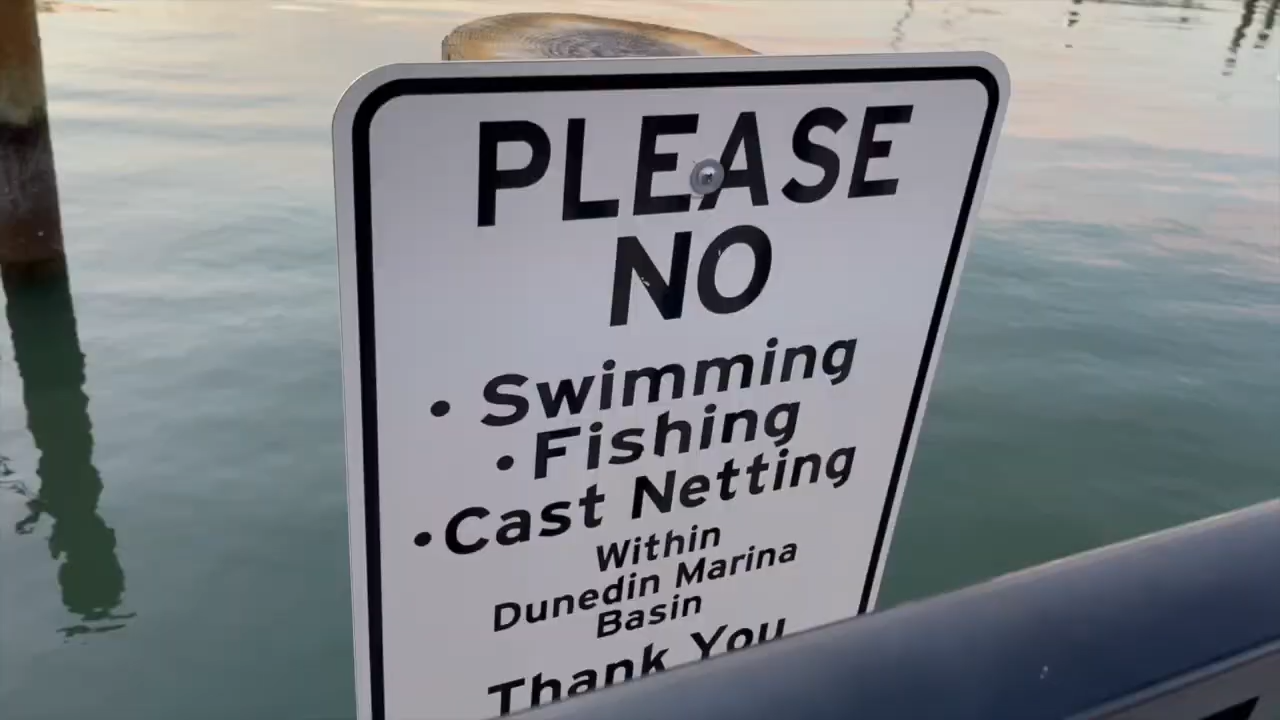 PLEASE
NO
• Swimming
• Fishing
• Cast Netting
Within
Dunedin Marina
Basin
Thank You